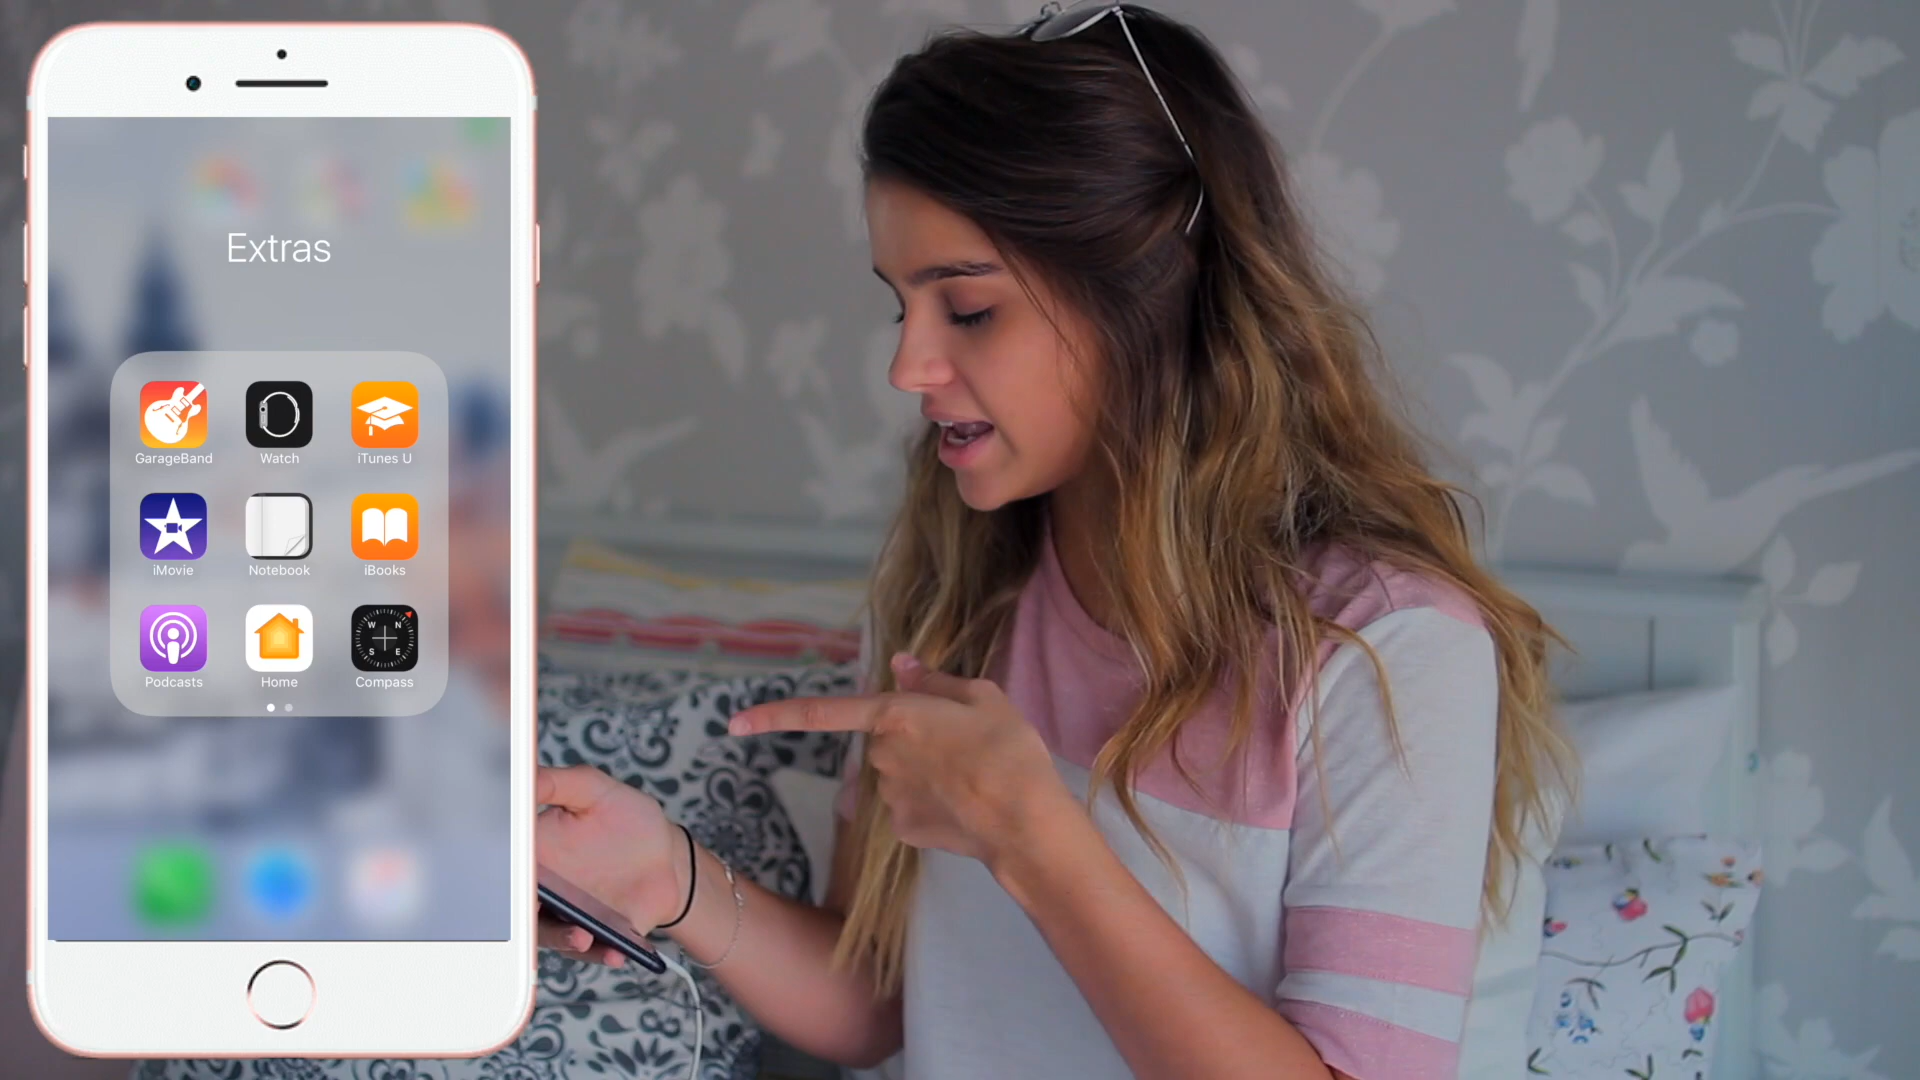 Extras
GarageBand Watch iTunes U
iMovie Notebook iBooks
W N
S E
Podcasts Home Compass